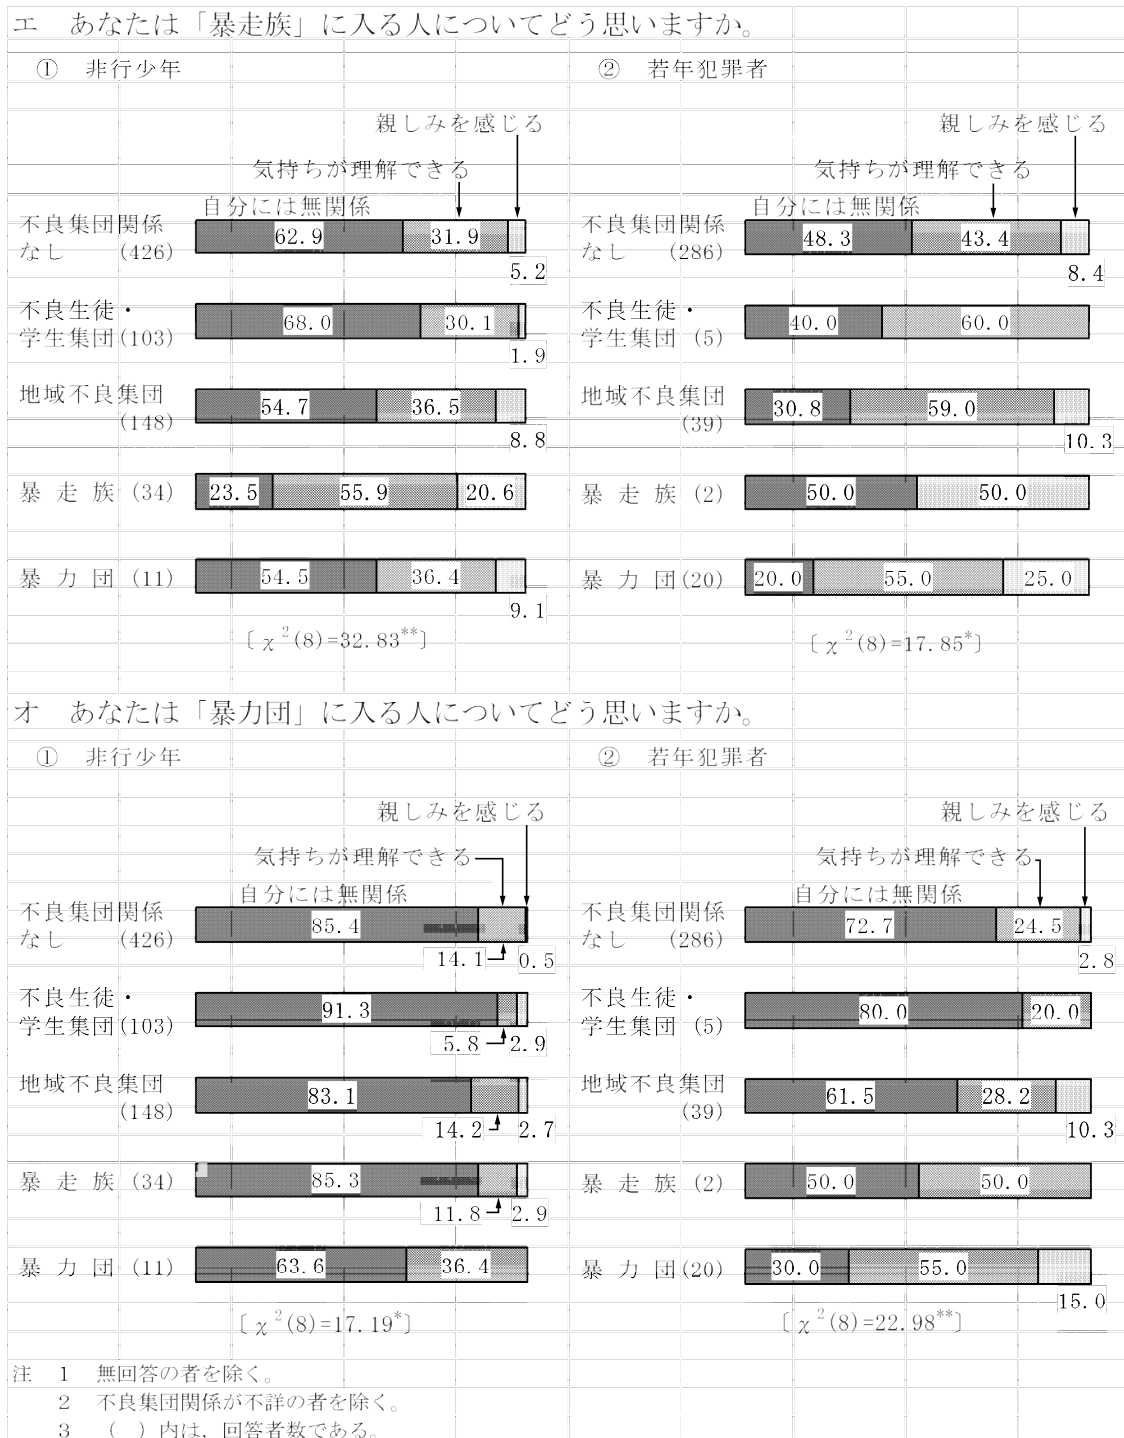 エ　あなたは「暴走族」に入る人についてどう思いますか。
①　非行少年
親しみを感じる
気持ちが理解できる
自分には無関係
不良集団関係
なし　(426)
62.9 31.9
5.2
不良生徒・
学生集団(103)
68.0 30.1
1.9
地域不良集団
(148)
54.7 36.5
8.8
暴 走 族 (34)
23.5 55.9 20.6
暴 力 団 (11)
54.5 36.4
9.1
〔χ²(8)=32.83**〕
②　若年犯罪者
親しみを感じる
気持ちが理解できる
自分には無関係
不良集団関係
なし　(286)
48.3 43.4
8.4
不良生徒・
学生集団 (5)
40.0 60.0
地域不良集団
(39)
30.8 59.0
10.3
暴 走 族 (2)
50.0 50.0
暴 力 団(20)
20.0 55.0 25.0
〔χ²(8)=17.85*〕
オ　あなたは「暴力団」に入る人についてどう思いますか。
①　非行少年
親しみを感じる
気持ちが理解できる
自分には無関係
不良集団関係
なし　(426)
85.4
14.1 0.5
不良生徒・
学生集団(103)
91.3
5.8 2.9
地域不良集団
(148)
83.1
14.2 2.7
暴 走 族 (34)
85.3
11.8 2.9
暴 力 団 (11)
63.6 36.4
〔χ²(8)=17.19*〕
②　若年犯罪者
親しみを感じる
気持ちが理解できる
自分には無関係
不良集団関係
なし　(286)
72.7 24.5
2.8
不良生徒・
学生集団 (5)
80.0 20.0
地域不良集団
(39)
61.5 28.2
10.3
暴 走 族 (2)
50.0 50.0
暴 力 団(20)
30.0 55.0
15.0
〔χ²(8)=22.98**〕
注　1　無回答の者を除く。
2　不良集団関係が不詳の者を除く。
3　(　)内は，回答者数である。